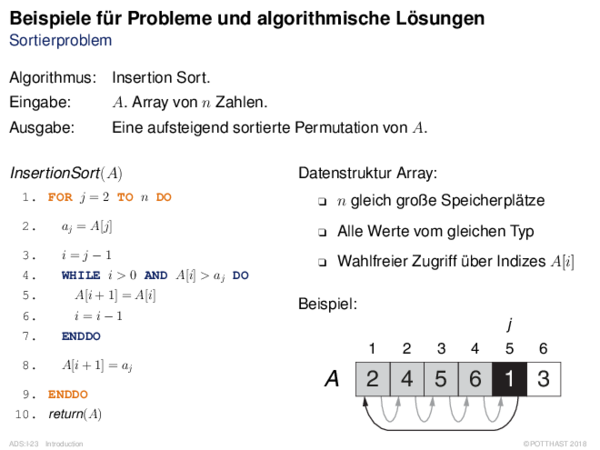 Beispiele für Probleme und algorithmische Lösungen
Sortierproblem
Algorithmus: Insertion Sort.
Eingabe: A. Array von n Zahlen.
Ausgabe: Eine aufsteigend sortierte Permutation von A.
InsertionSort(A)
1. FOR j = 2 TO n DO
2. a_j = A[j]
3. i = j − 1
4. WHILE i > 0 AND A[i] > a_j DO
5. A[i + 1] = A[i]
6. i = i − 1
7. ENDDO
8. A[i + 1] = a_j
9. ENDDO
10. return(A)
Datenstruktur Array:
❑ n gleich große Speicherplätze
❑ Alle Werte vom gleichen Typ
❑ Wahlfreier Zugriff über Indizes A[i]
Beispiel:
j
1 2 3 4 5 6
A 2 4 5 6 1 3
ADS:I-23 Introduction
© POTTHAST 2018